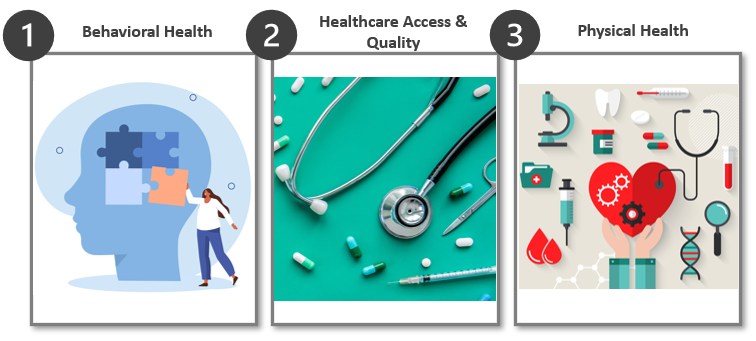 1
Behavioral Health
2
Healthcare Access &
Quality
3
Physical Health